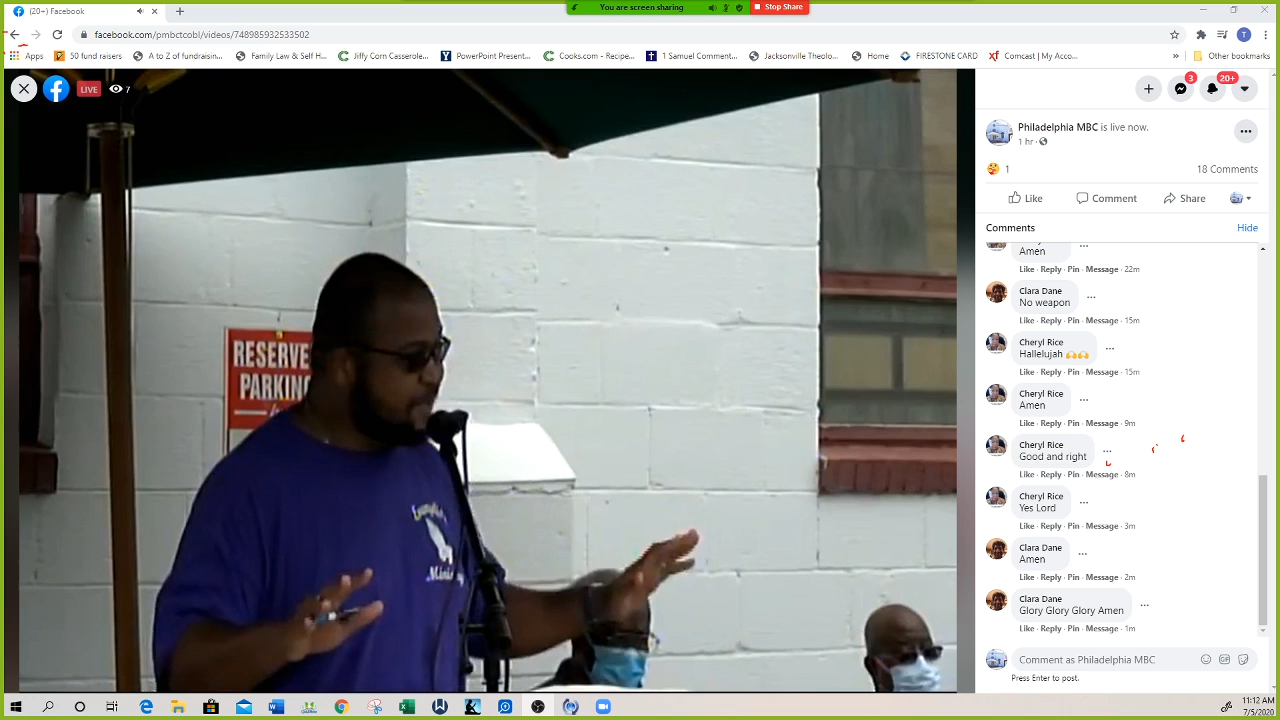 (20+) Facebook
You are screen sharing
Stop Share
facebook.com/pmbctcobl/videos/748985932533502
Apps
50 fund raisers
A to Z of fundraisin...
Family Law & Self H...
Jiffy Corn Casserole...
PowerPoint Present...
Cooks.com - Recipe...
1 Samuel Comment...
Jacksonville Theolo...
Home
FIRESTONE CARD
Comcast | My Acco...
»
Other bookmarks
LIVE
7
3
20+
Philadelphia MBC is live now.
1 hr ·
1
18 Comments
Like
Comment
Share
Comments
Hide
Amen
Like · Reply · Pin · Message · 22m
Clara Dane
No weapon
Like · Reply · Pin · Message · 15m
Cheryl Rice
Hallelujah 🙌🙌
Like · Reply · Pin · Message · 15m
Cheryl Rice
Amen
Like · Reply · Pin · Message · 9m
Cheryl Rice
Good and right
Like · Reply · Pin · Message · 8m
Cheryl Rice
Yes Lord
Like · Reply · Pin · Message · 3m
Clara Dane
Amen
Like · Reply · Pin · Message · 2m
Clara Dane
Glory Glory Glory Amen
Like · Reply · Pin · Message · 1m
Comment as Philadelphia MBC
Press Enter to post.
RESERVE
PARKING
11:12 AM
7/5/2020